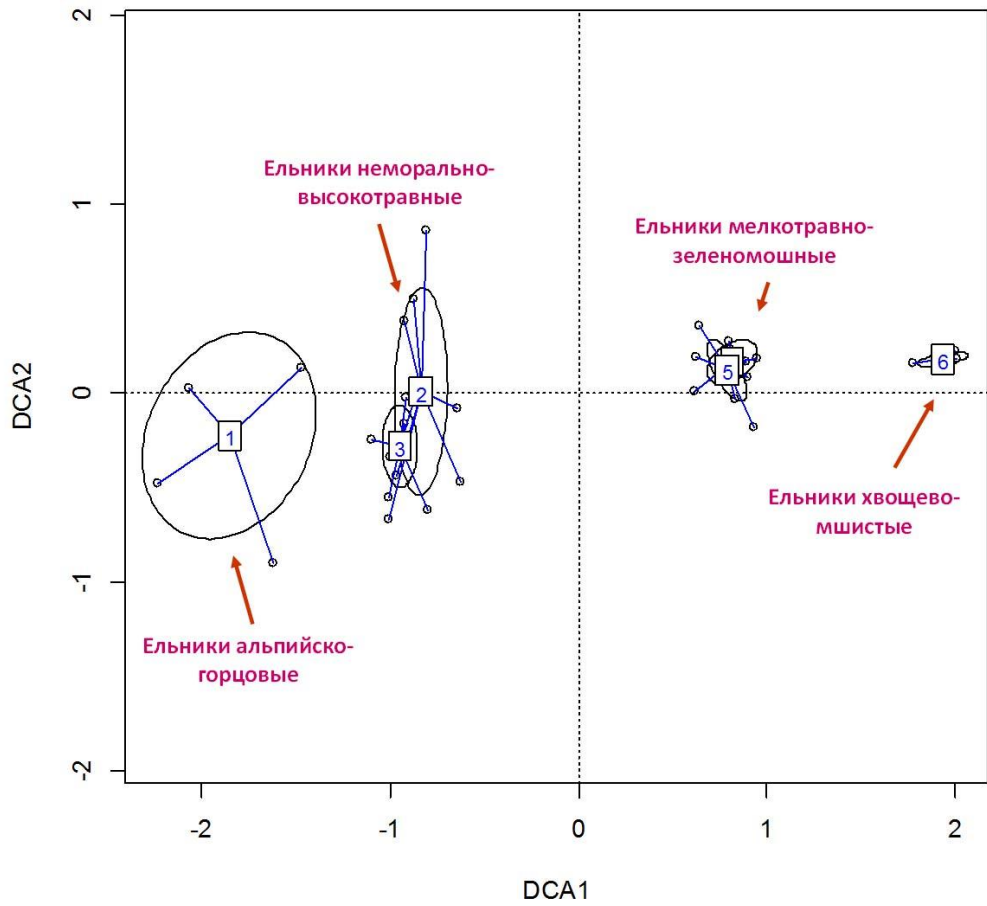 2
1
0
-1
-2
DCA2
Ельники неморально-
высокотравные
Ельники мелкотравно-
зеленомошные
1
2
3
5
6
Ельники хвощево-
мшистые
Ельники альпийско-
горцовые
-2
-1
0
1
2
DCA1